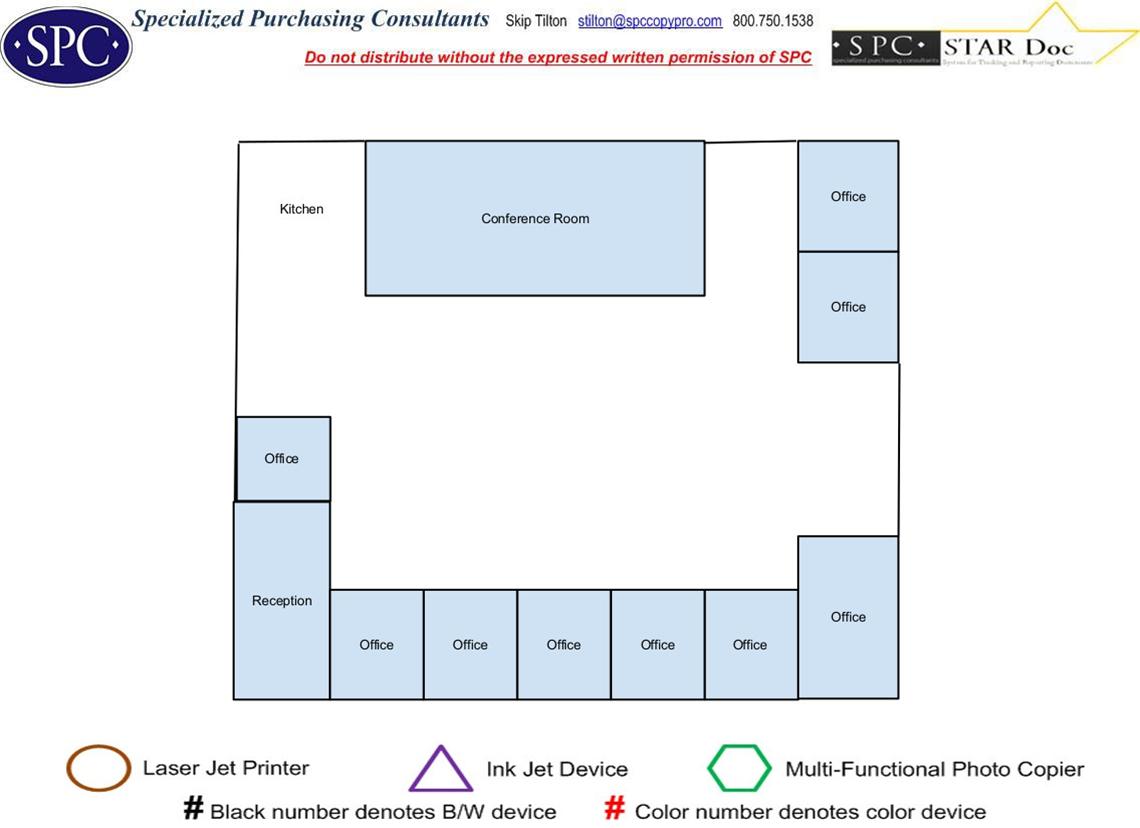 ·SPC·
Specialized Purchasing Consultants Skip Tilton stilton@spccopypro.com 800.750.1538
Do not distribute without the expressed written permission of SPC
·SPC· STAR Doc
specialized purchasing consultants System for Tracking and Reporting Documents
Kitchen
Conference Room
Office
Office
Office
Reception
Office
Office
Office
Office
Office
Office
Laser Jet Printer
Ink Jet Device
Multi-Functional Photo Copier
# Black number denotes B/W device
# Color number denotes color device